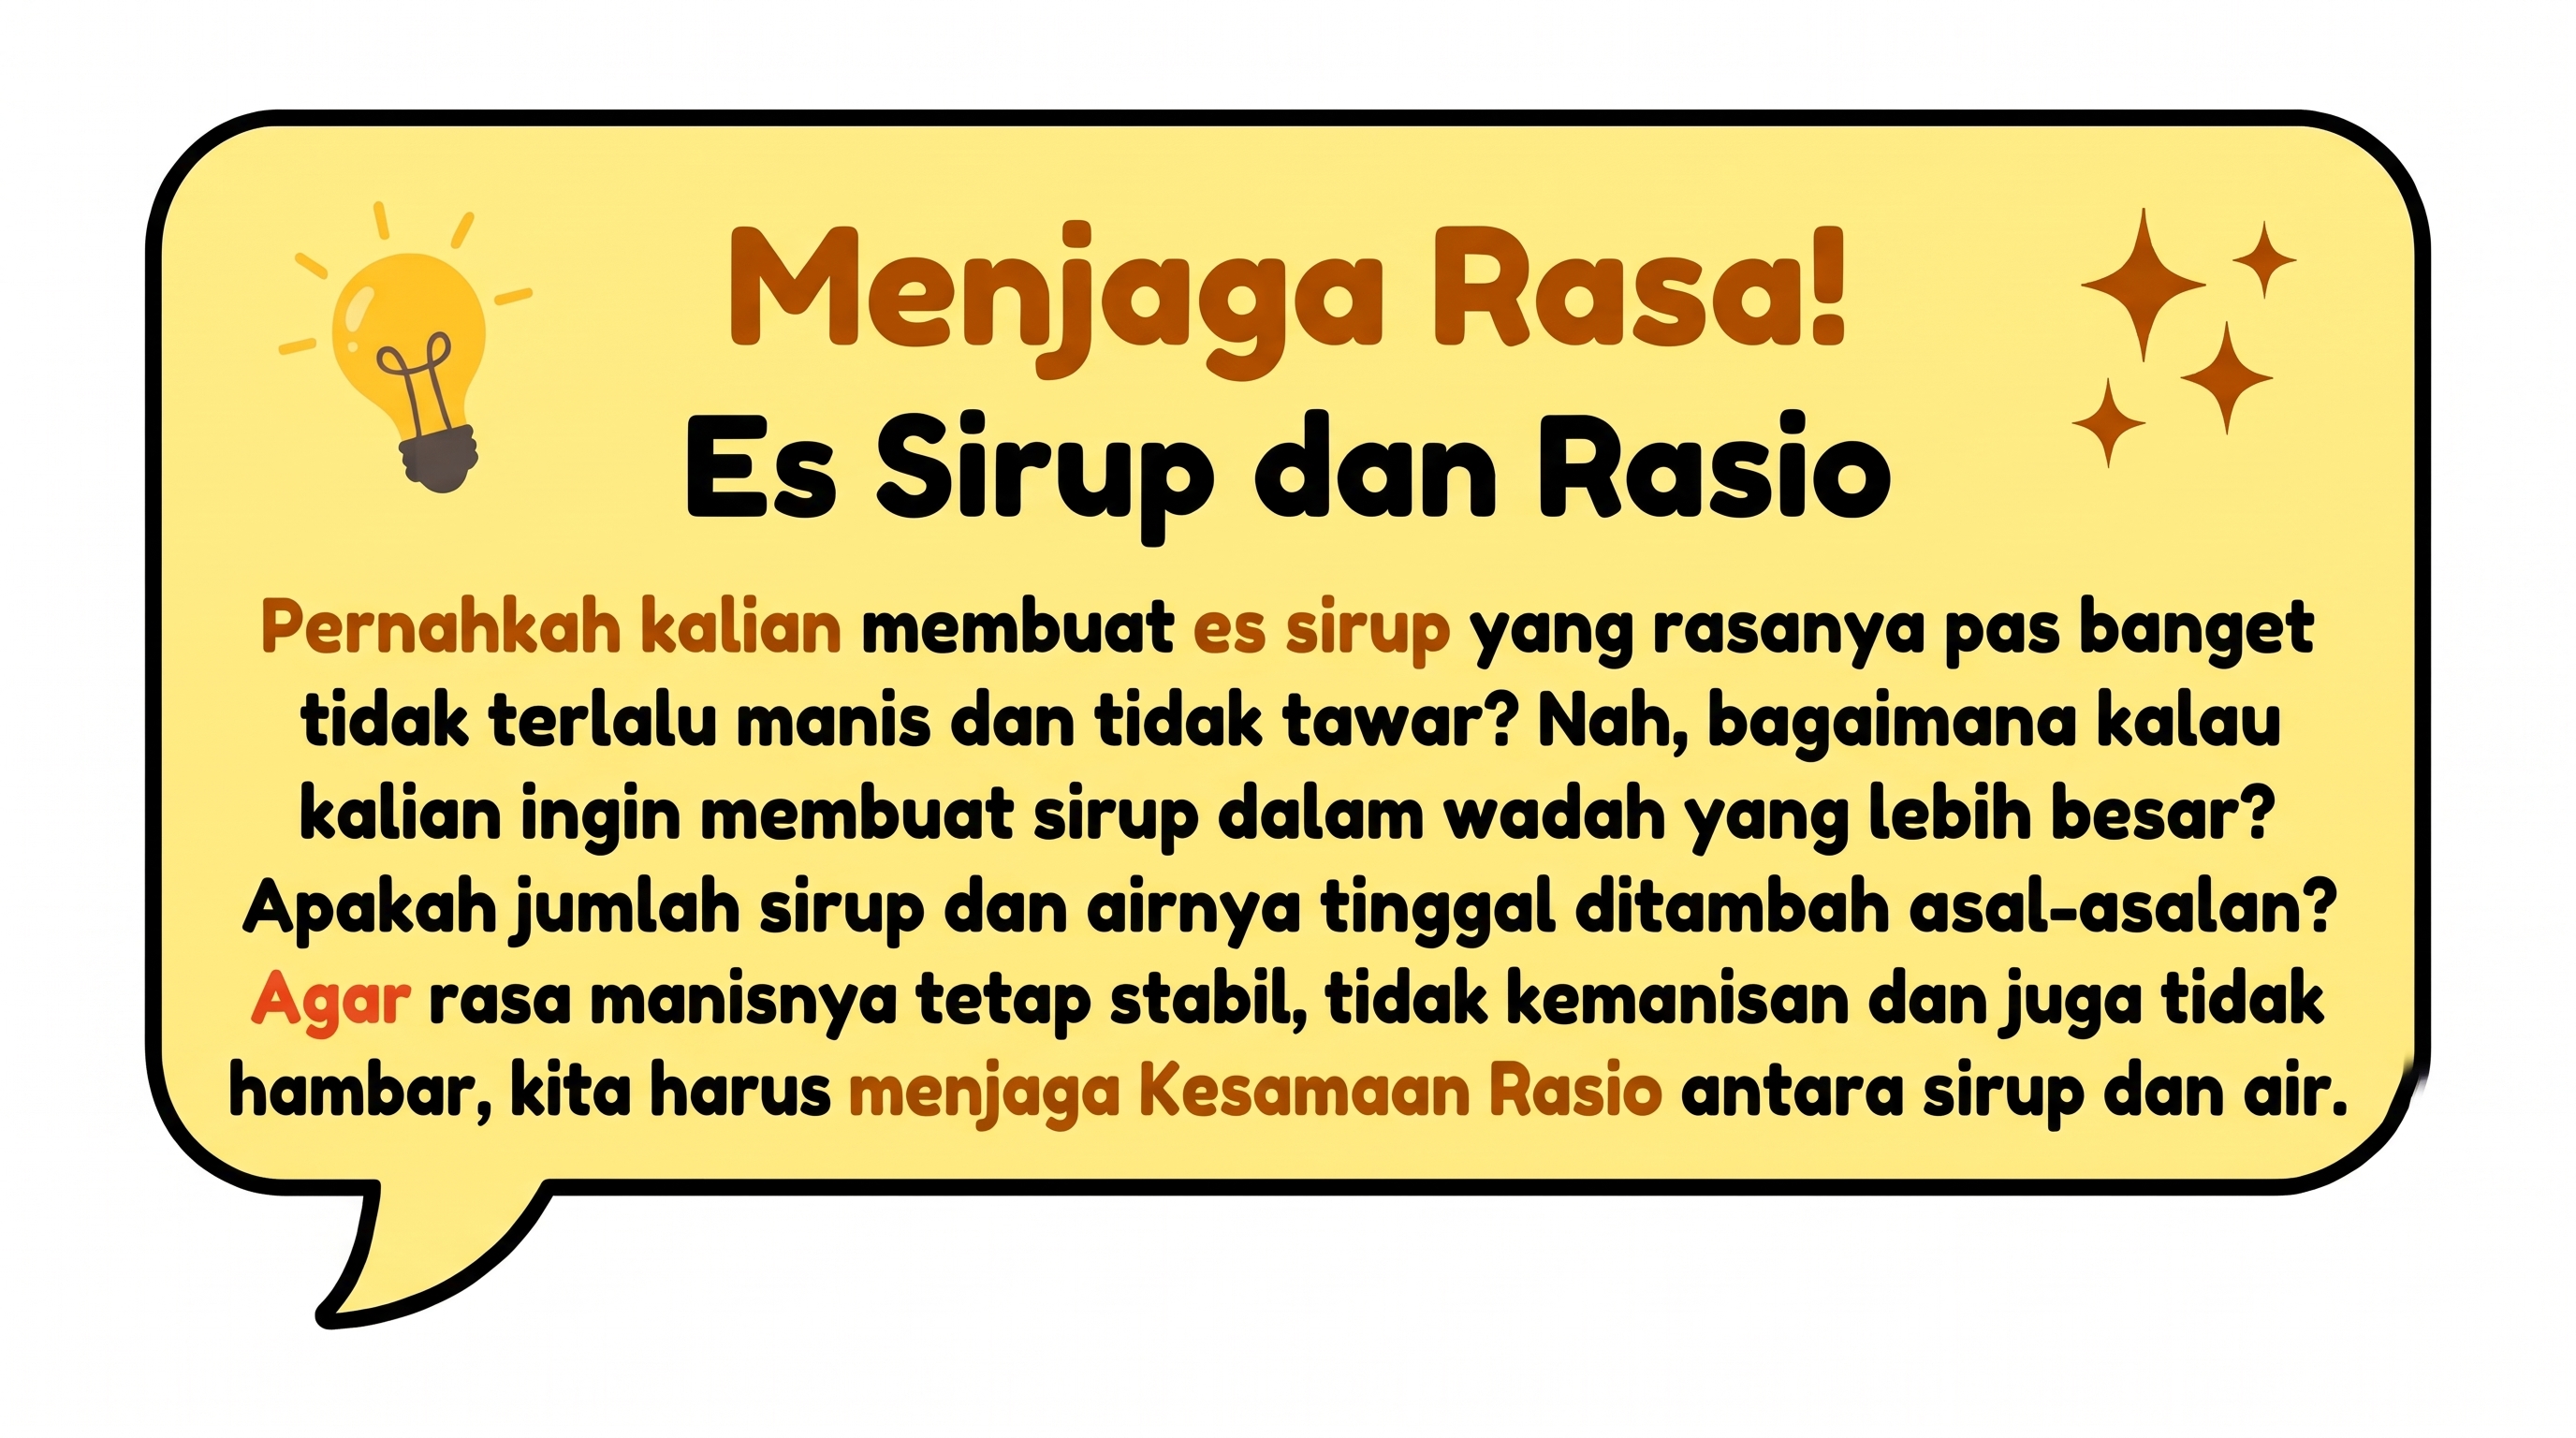 Menjaga Rasa!
Es Sirup dan Rasio
Pernahkah kalian membuat es sirup yang rasanya pas banget
tidak terlalu manis dan tidak tawar? Nah, bagaimana kalau
kalian ingin membuat sirup dalam wadah yang lebih besar?
Apakah jumlah sirup dan airnya tinggal ditambah asal-asalan?
Agar rasa manisnya tetap stabil, tidak kemanisan dan juga tidak
hambar, kita harus menjaga Kesamaan Rasio antara sirup dan air.